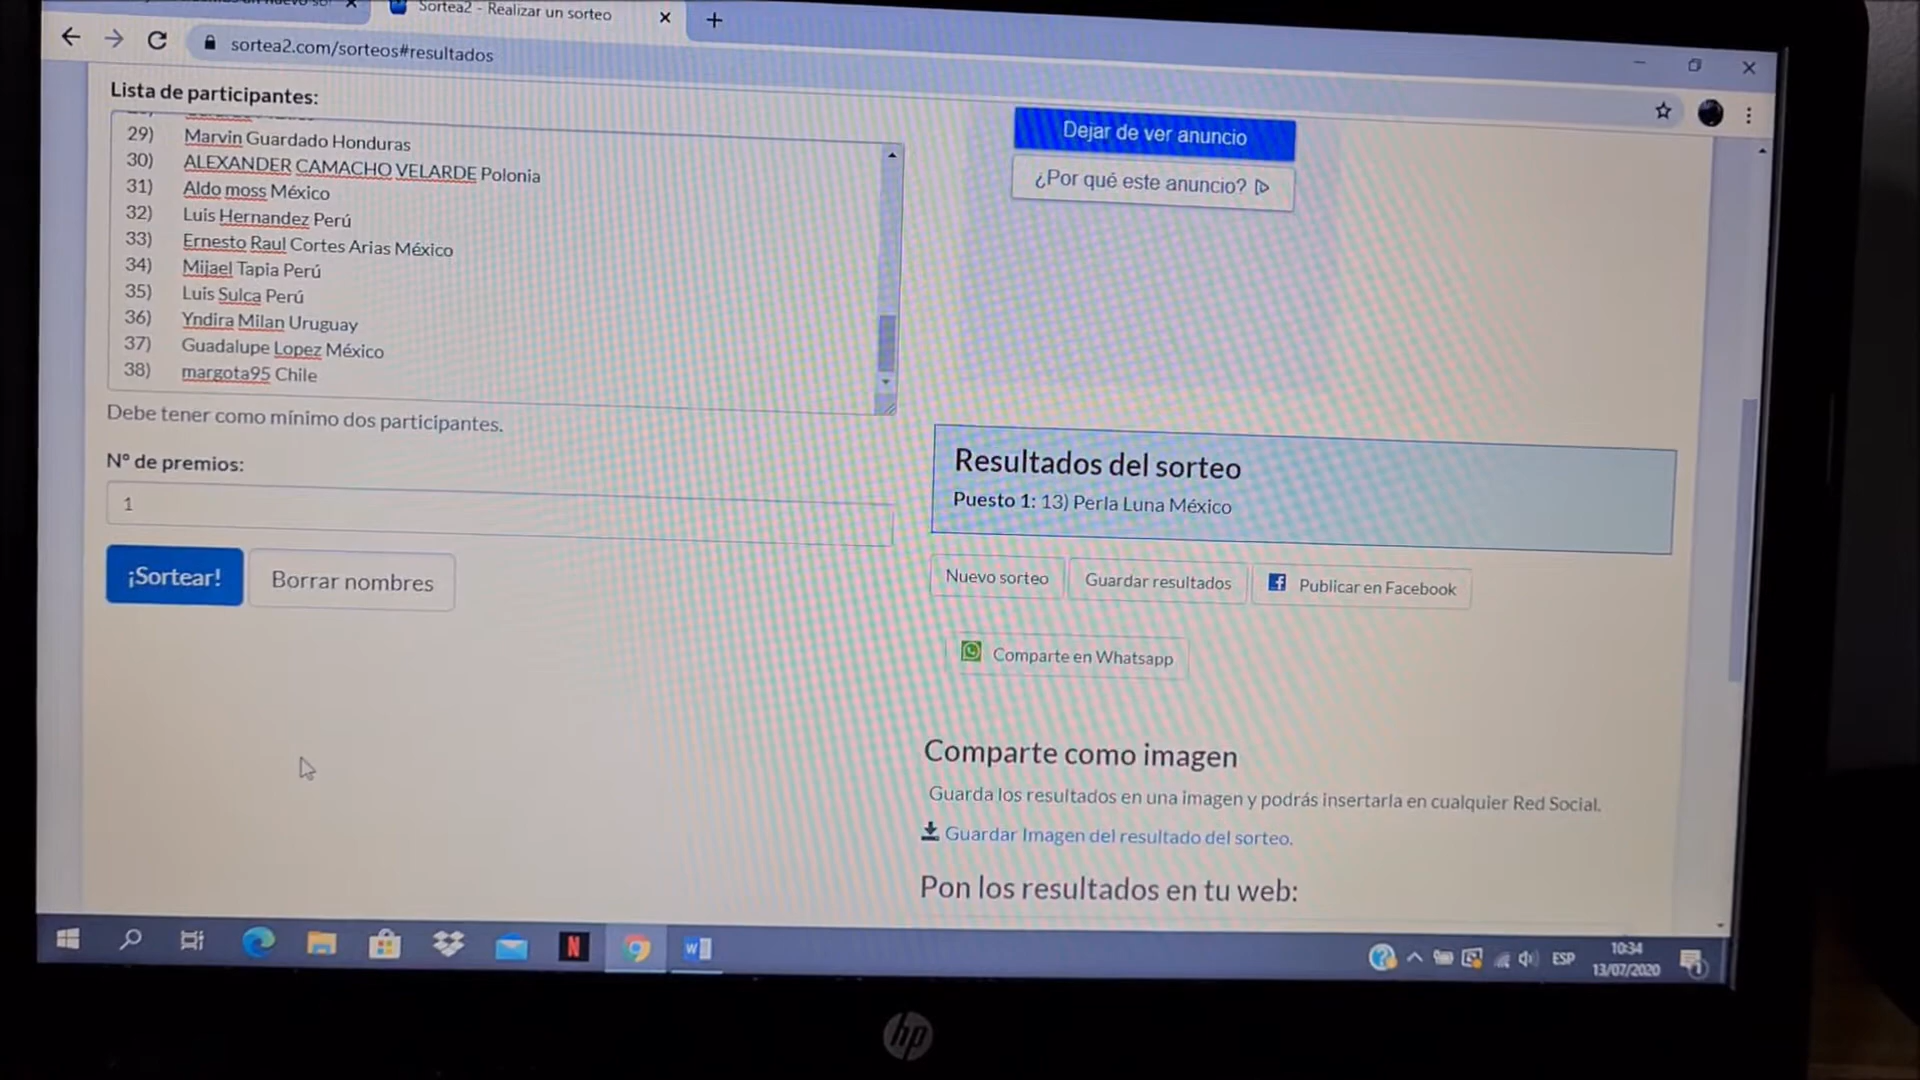 Sortea2 - Realizar un sorteo
sortea2.com/sorteos#resultados
Lista de participantes:
29) Marvin Guardado Honduras
30) ALEXANDER CAMACHO VELARDE Polonia
31) Aldo moss México
32) Luis Hernandez Perú
33) Ernesto Raul Cortes Arias México
34) Mijael Tapia Perú
35) Luis Sulca Perú
36) Yndira Milan Uruguay
37) Guadalupe Lopez México
38) margota95 Chile
Debe tener como mínimo dos participantes.
N° de premios:
1
¡Sortear!
Borrar nombres
Dejar de ver anuncio
¿Por qué este anuncio?
Resultados del sorteo
Puesto 1: 13) Perla Luna México
Nuevo sorteo
Guardar resultados
Publicar en Facebook
Comparte en Whatsapp
Comparte como imagen
Guarda los resultados en una imagen y podrás insertarla en cualquier Red Social.
Guardar Imagen del resultado del sorteo.
Pon los resultados en tu web:
ESP
10:34
13/07/2020
hp